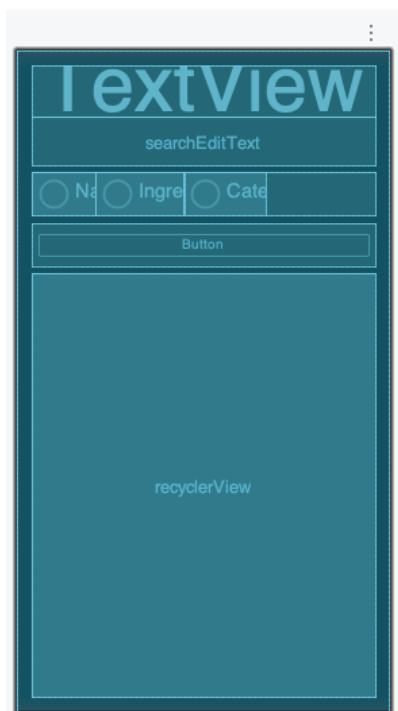 TextView
searchEditText
Na Ingre Cate
Button
recyclerView